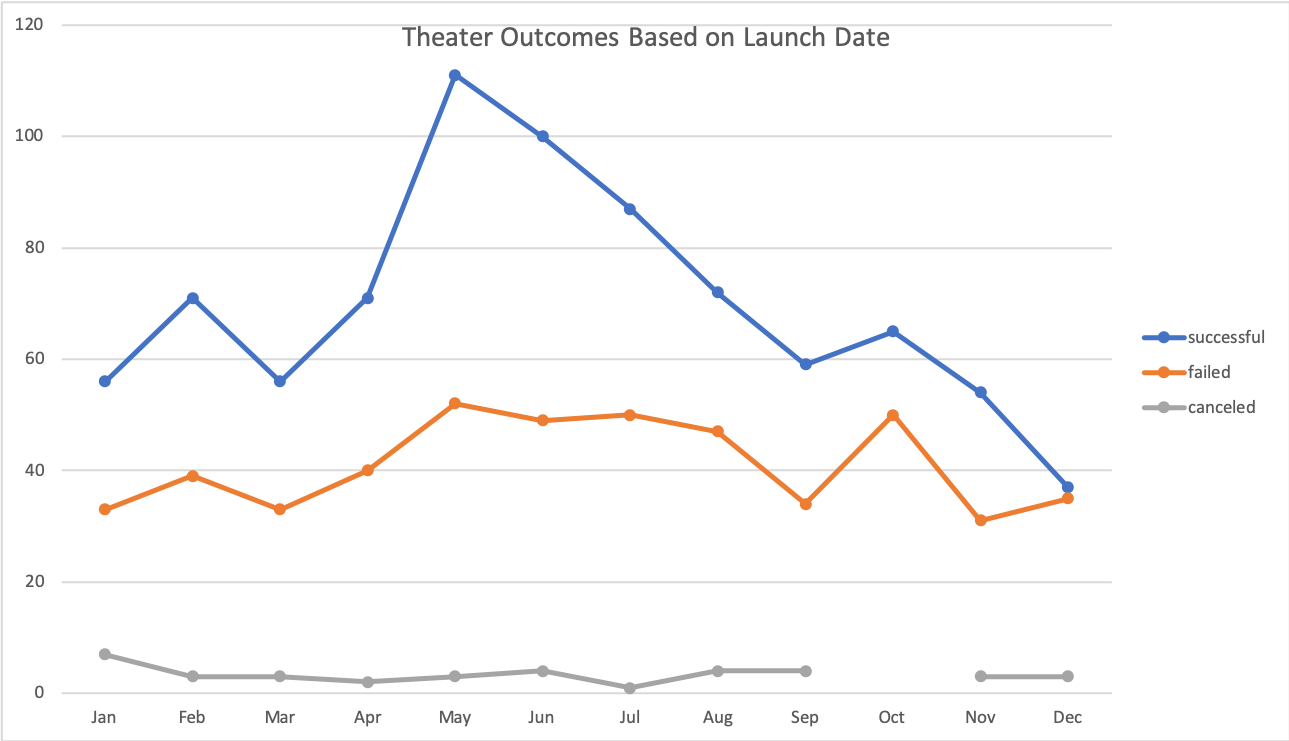 Theater Outcomes Based on Launch Date
120
100
80
60
40
20
0
Jan Feb Mar Apr May Jun Jul Aug Sep Oct Nov Dec
successful
failed
canceled